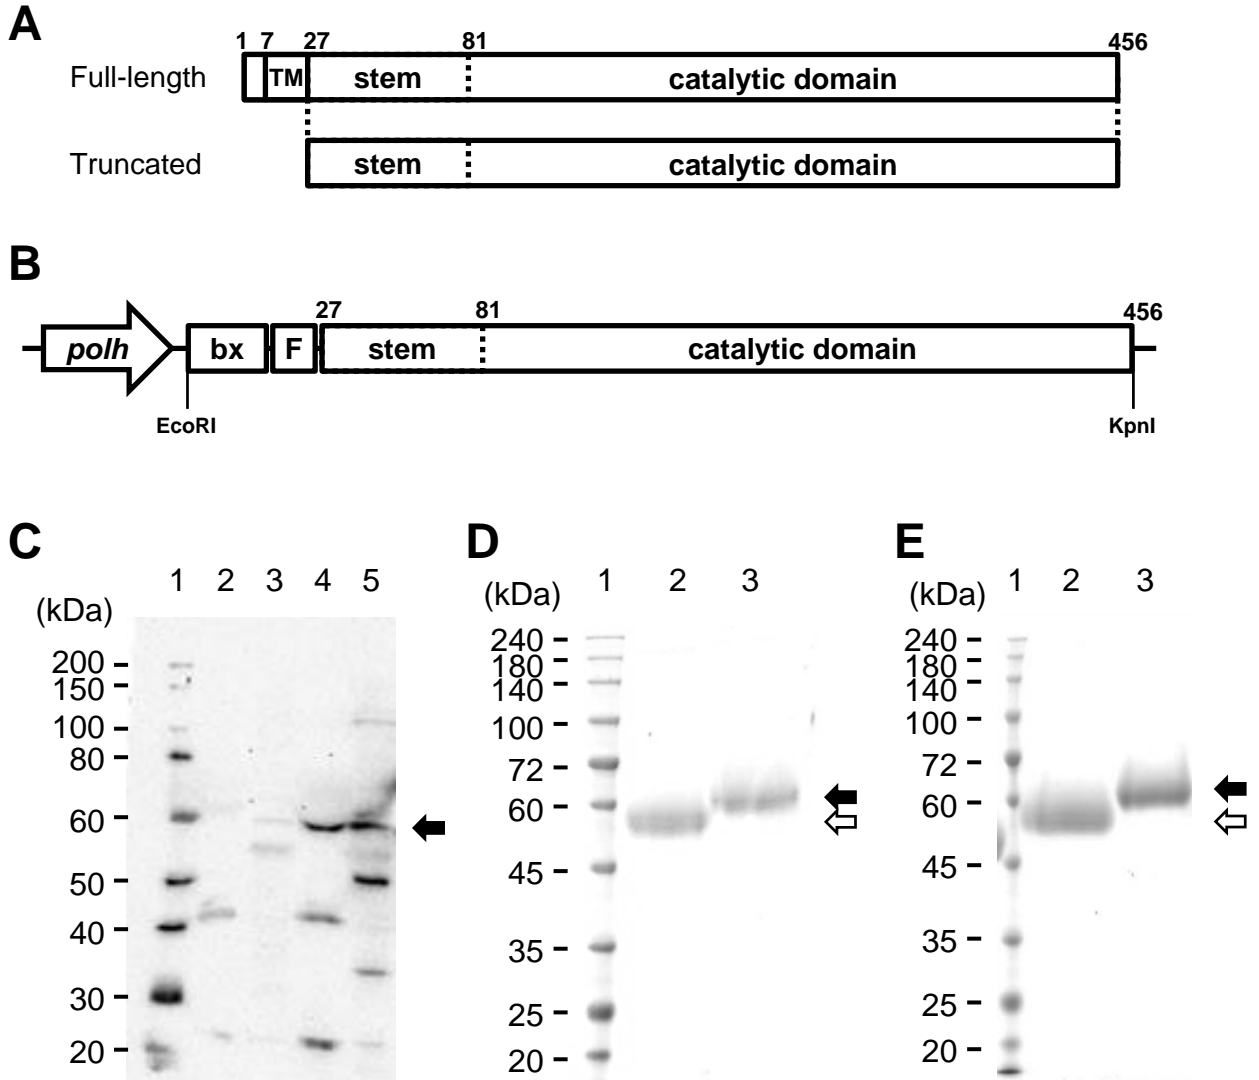 A
1 7 27 81 456
Full-length TM stem catalytic domain
Truncated stem catalytic domain
B
27 81 456
polh bx F stem catalytic domain
EcoRI KpnI
C
1 2 3 4 5
(kDa)
200
150
100
80
60
50
40
30
20
D
1 2 3
(kDa)
240
180
140
100
72
60
45
35
25
20
E
1 2 3
(kDa)
240
180
140
100
72
60
45
35
25
20